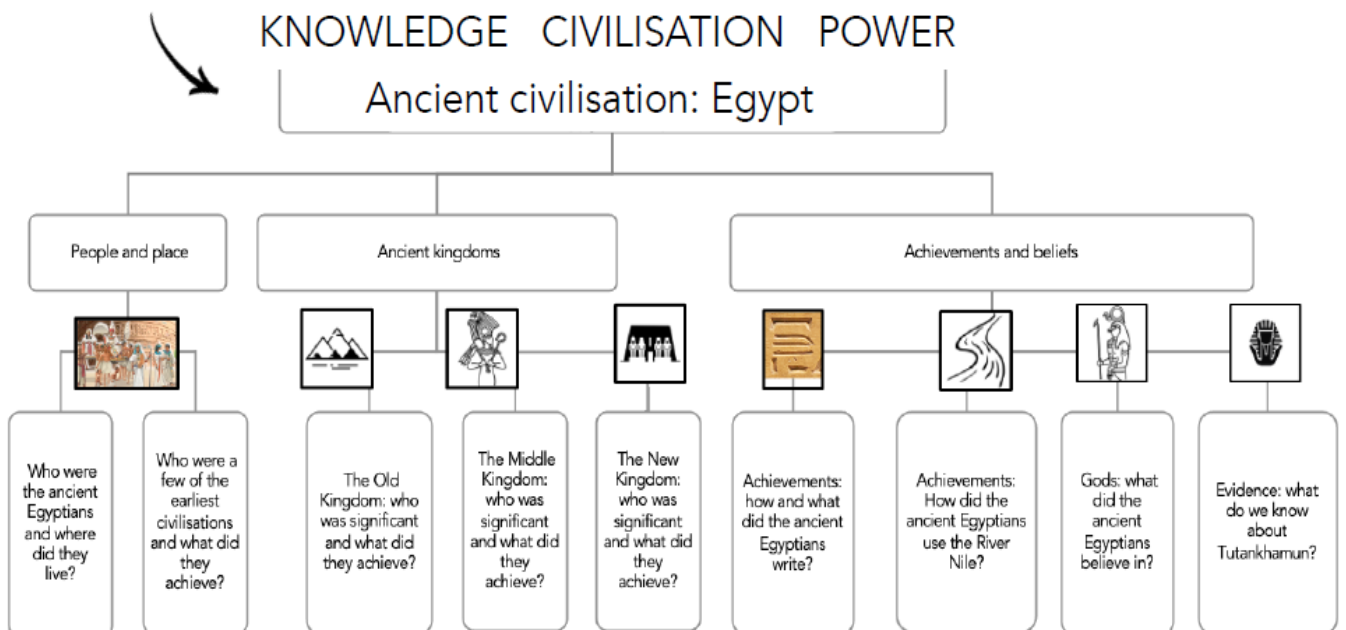 KNOWLEDGE CIVILISATION POWER
Ancient civilisation: Egypt
People and place
Ancient kingdoms
Achievements and beliefs
Who were
the ancient
Egyptians
and where
did they
live?
Who were a
few of the
earliest
civilisations
and what did
they
achieve?
The Old
Kingdom: who
was significant
and what did
they achieve?
The Middle
Kingdom:
who was
significant
and what did
they
achieve?
The New
Kingdom:
who was
significant
and what did
they
achieve?
Achievements:
how and what
did the ancient
Egyptians
write?
Achievements:
How did the
ancient Egyptians
use the River
Nile?
Gods: what
did the
ancient
Egyptians
believe in?
Evidence: what
do we know
about
Tutankhamun?